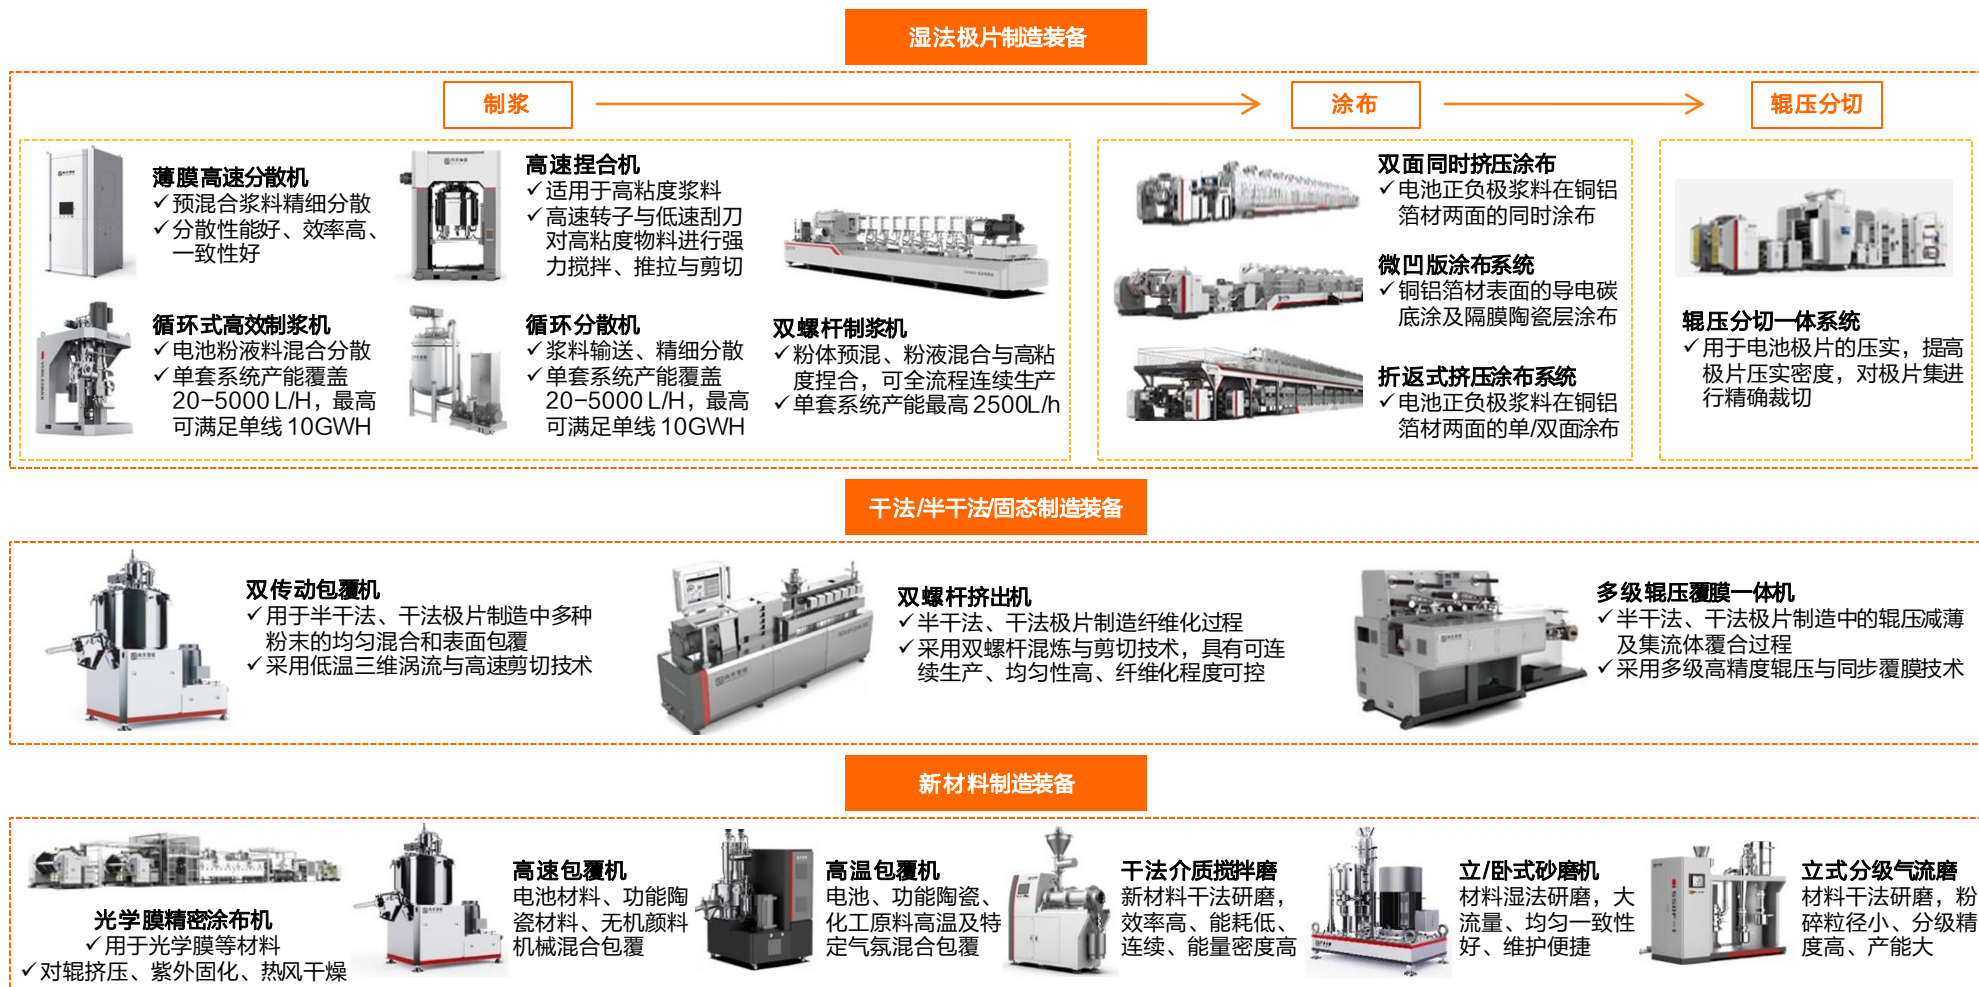 湿法极片制造装备
制浆
涂布
辊压分切
薄膜高速分散机
✓预混合浆料精细分散
✓分散性能好、效率高、
一致性好
高速捏合机
✓适用于高粘度浆料
✓高速转子与低速刮刀
对高粘度物料进行强
力搅拌、推拉与剪切
循环式高效制浆机
✓电池粉液料混合分散
✓单套系统产能覆盖
20-5000 L/H，最高
可满足单线 10GWH
循环分散机
✓浆料输送、精细分散
✓单套系统产能覆盖
20-5000 L/H，最高
可满足单线 10GWH
双螺杆制浆机
✓粉体预混、粉液混合与高粘
度捏合，可全流程连续生产
✓单套系统产能最高 2500L/h
双面同时挤压涂布
✓电池正负极浆料在铜铝
箔材两面的同时涂布
微凹版涂布系统
✓铜铝箔材表面的导电碳
底涂及隔膜陶瓷层涂布
折返式挤压涂布系统
✓电池正负极浆料在铜铝
箔材两面的单/双面涂布
辊压分切一体系统
✓用于电池极片的压实，提高
极片压实密度，对极片集进
行精确裁切
干法/半干法/固态制造装备
双传动包覆机
✓用于半干法、干法极片制造中多种
粉末的均匀混合和表面包覆
✓采用低温三维涡流与高速剪切技术
双螺杆挤出机
✓半干法、干法极片制造纤维化过程
✓采用双螺杆混炼与剪切技术，具有可连
续生产、均匀性高、纤维化程度可控
多级辊压覆膜一体机
✓半干法、干法极片制造中的辊压减薄
及集流体覆合过程
✓采用多级高精度辊压与同步覆膜技术
新材料制造装备
光学膜精密涂布机
✓用于光学膜等材料
✓对辊挤压、紫外固化、热风干燥
高速包覆机
电池材料、功能陶
瓷材料、无机颜料
机械混合包覆
高温包覆机
电池、功能陶瓷、
化工原料高温及特
定气氛混合包覆
干法介质搅拌磨
新材料干法研磨，
效率高、能耗低、
连续、能量密度高
立/卧式砂磨机
材料湿法研磨，大
流量、均匀一致性
好、维护便捷
立式分级气流磨
材料干法研磨，粉
碎粒径小、分级精
度高、产能大